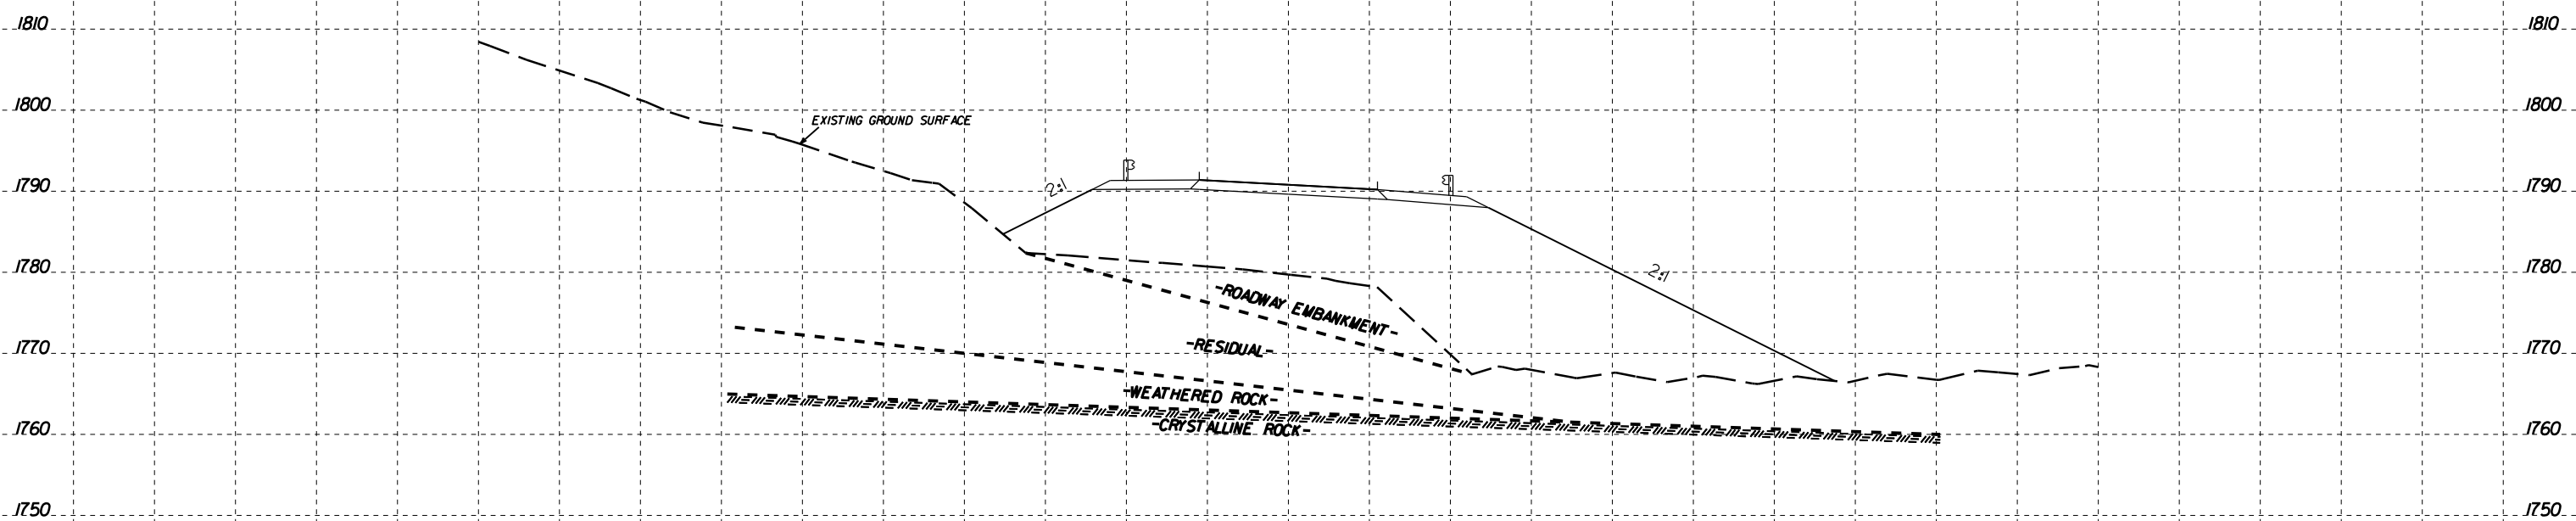 1810 1810
1800 1800
EXISTING GROUND SURFACE
1790 1790
2:1
1780 1780
2:1
-ROADWAY EMBANKMENT-
1770 1770
-RESIDUAL-
-WEATHERED ROCK-
1760 1760
-CRYSTALLINE ROCK-
1750 1750